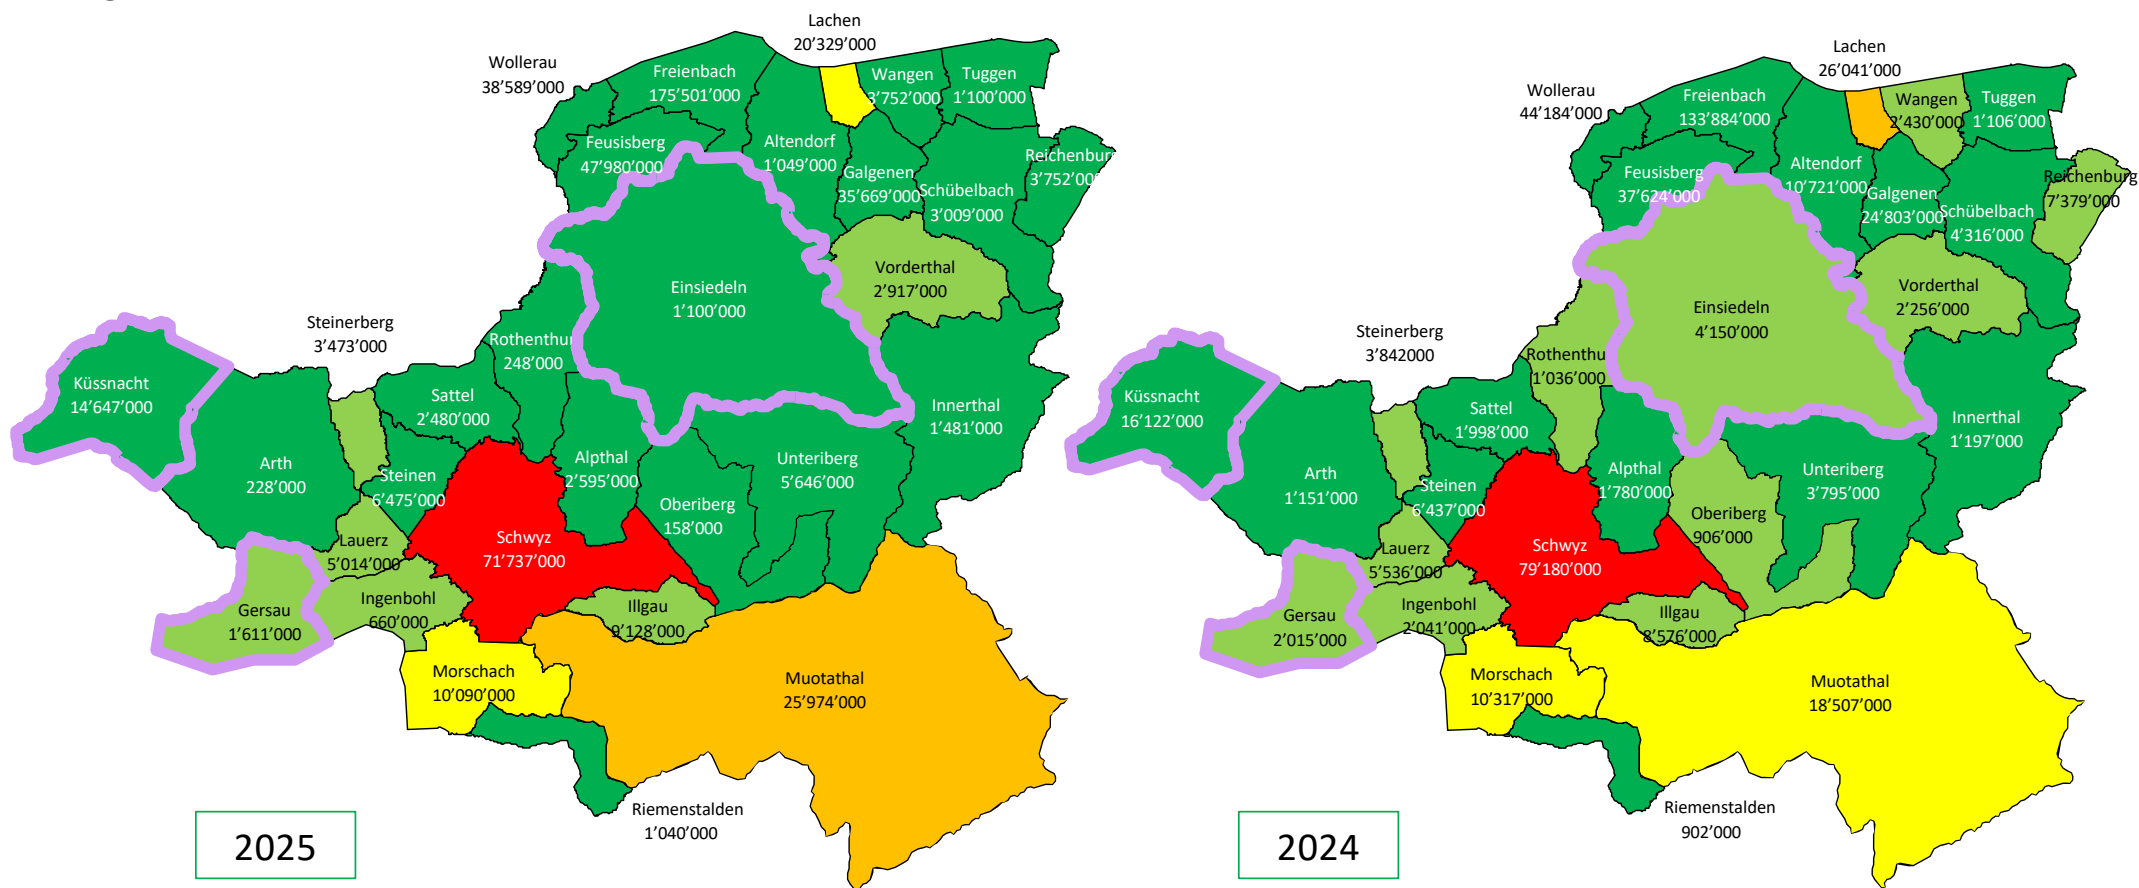 Lachen
20’329’000
Wollerau
38’589’000
Freienbach
175’501’000
Wangen
3’752’000
Tuggen
1’100’000
Feusisberg
47’980’000
Altendorf
1’049’000
Galgenen
35’669’000
Schübelbach
3’009’000
Reichenburg
3’752’000
Vorderthal
2’917’000
Einsiedeln
1’100’000
Steinerberg
3’473’000
Rothenthu
248’000
Küssnacht
14’647’000
Sattel
2’480’000
Innerthal
1’481’000
Arth
228’000
Steinen
6’475’000
Alpthal
2’595’000
Unteriberg
5’646’000
Oberiberg
158’000
Schwyz
71’737’000
Lauerz
5’014’000
Gersau
1’611’000
Ingenbohl
660’000
Illgau
9’128’000
Morschach
10’090’000
Muotathal
25’974’000
Riemenstalden
1’040’000
2025
Lachen
26’041’000
Wollerau
44’184’000
Freienbach
133’884’000
Wangen
2’430’000
Tuggen
1’106’000
Feusisberg
37’624’000
Altendorf
10’721’000
Galgenen
24’803’000
Schübelbach
4’316’000
Reichenburg
7’379’000
Vorderthal
2’256’000
Einsiedeln
4’150’000
Steinerberg
3’842000
Rothenthu
1’036’000
Küssnacht
16’122’000
Sattel
1’998’000
Innerthal
1’197’000
Arth
1’151’000
Steinen
6’437’000
Alpthal
1’780’000
Unteriberg
3’795’000
Oberiberg
906’000
Schwyz
79’180’000
Lauerz
5’536’000
Gersau
2’015’000
Ingenbohl
2’041’000
Illgau
8’576’000
Morschach
10’317’000
Muotathal
18’507’000
Riemenstalden
902’000
2024